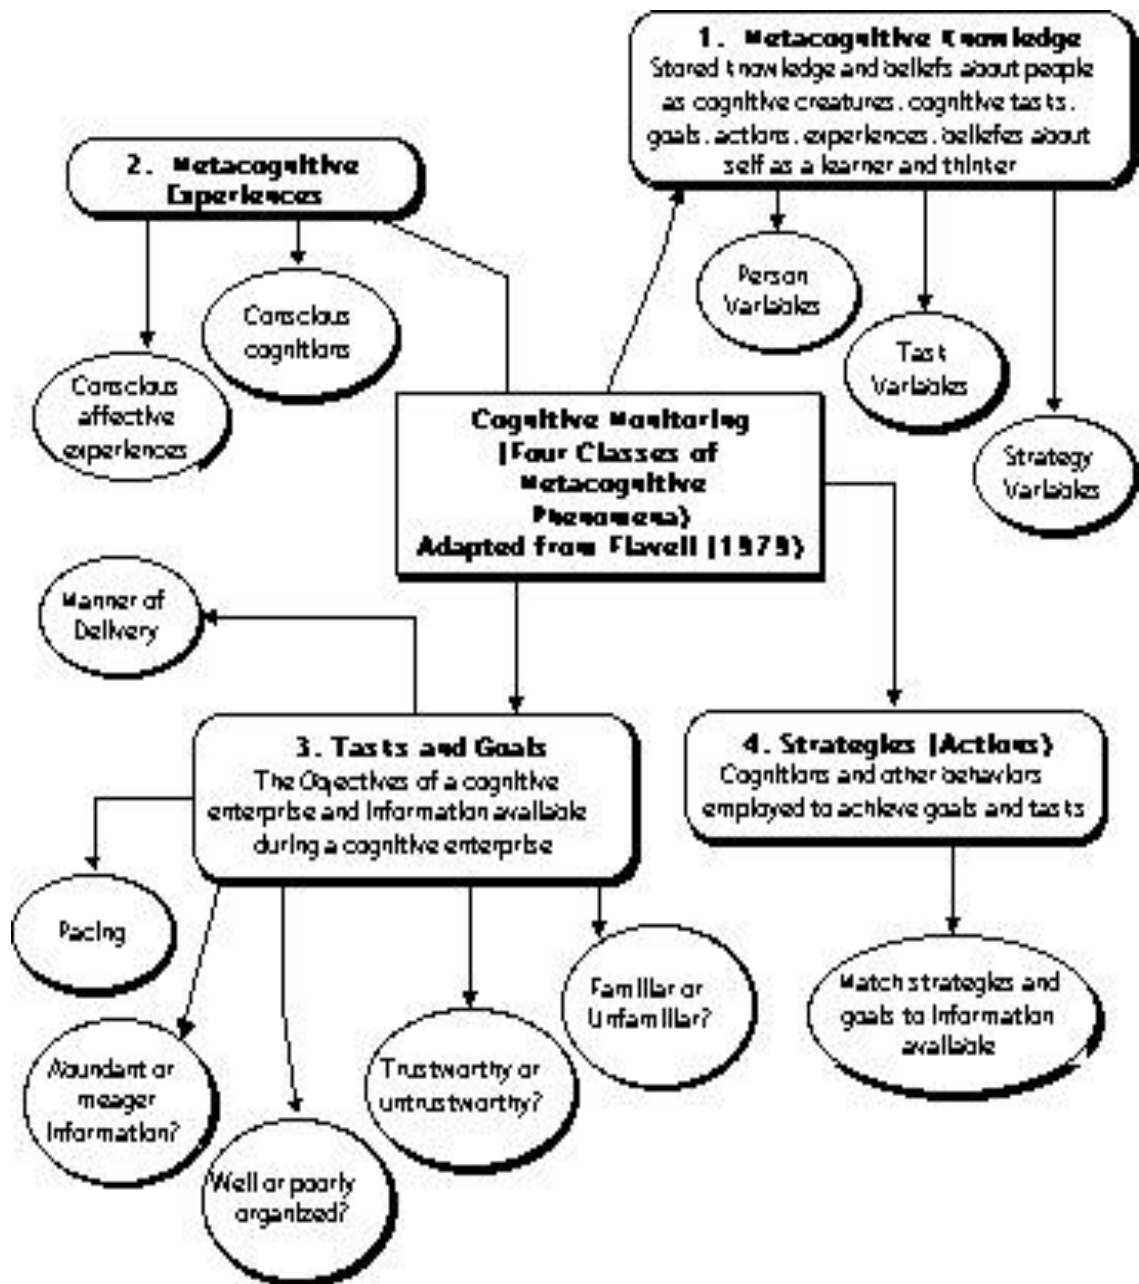 1. Metacognitive Knowledge
Stored knowledge and beliefs about people
as cognitive creatures, cognitive tasks,
goals, actions, experiences, beliefes about
self as a learner and thinker
2. Metacognitive
Experiences
Person
Variables
Conscious
cognitions
Task
Variables
Conscious
affective
experiences
Cognitive Monitoring
(Four Classes of
Metacognitive
Phenomena)
Adapted from Flavell (1979)
Strategy
Variables
Manner of
Delivery
3. Tasks and Goals
The Objectives of a cognitive
enterprise and information available
during a cognitive enterprise
4. Strategies (Actions)
Cognitions and other behaviors
employed to achieve goals and tasks
Pacing
Familiar or
Unfamiliar?
Match strategies and
goals to information
available
Abundant or
meager
information?
Trustworthy or
untrustworthy?
Well or poorly
organized?